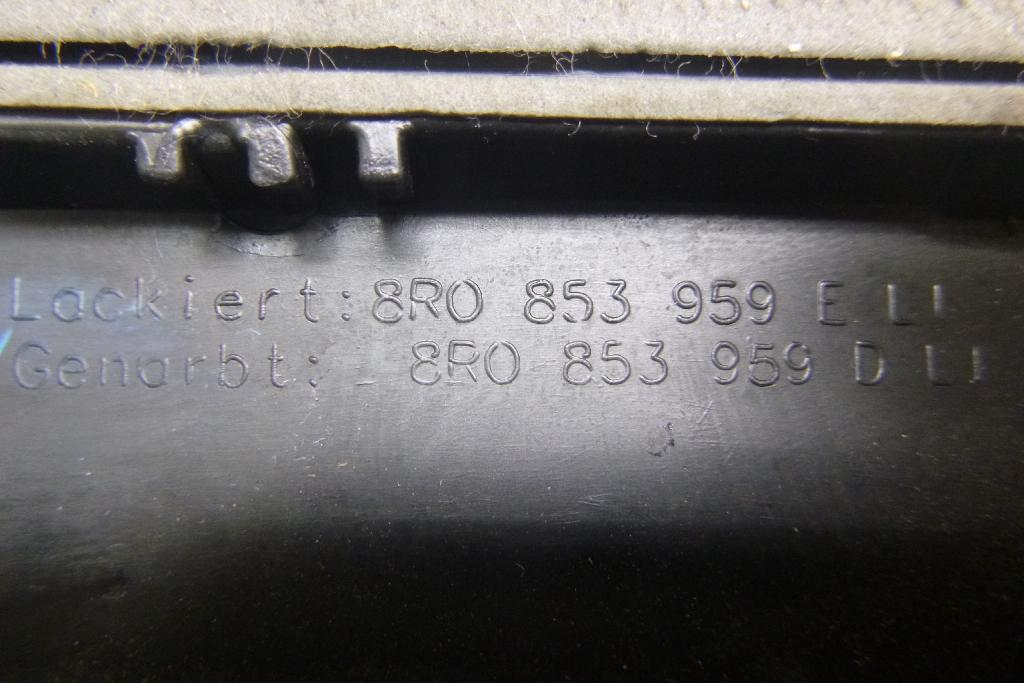 Lackiert: 8R0 853 959 E LI
Genarbt: 8R0 853 959 D LI